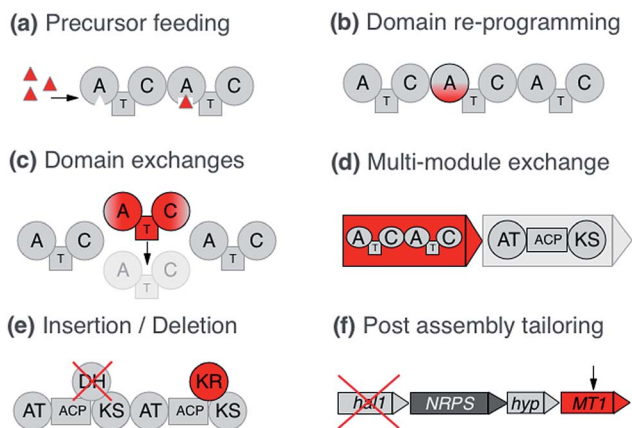 (a) Precursor feeding
A C A C
T T
(b) Domain re-programming
A C A C A C
T T T
(c) Domain exchanges
A C
T
A C A C
T T
A C
T
(d) Multi-module exchange
A C A C AT ACP KS
T T
(e) Insertion / Deletion
DH KR
AT ACP KS AT ACP KS
(f) Post assembly tailoring
hal1 NRPS hyp MT1